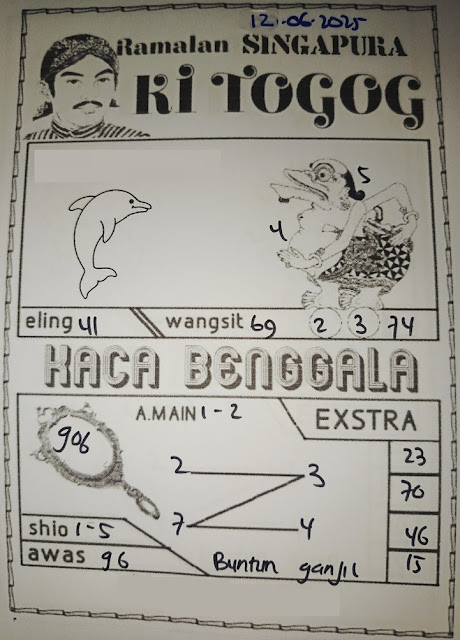 12-06-2025
Ramalan SINGAPURA
KI TOGOG
5
4
eling 41
wangsit 69 2 3 74
KACA BENGGALA
A.MAIN 1-2
EXSTRA
906
2 3
7 4
23
70
46
15
shio 1-5
awas 96
Buntun ganjil